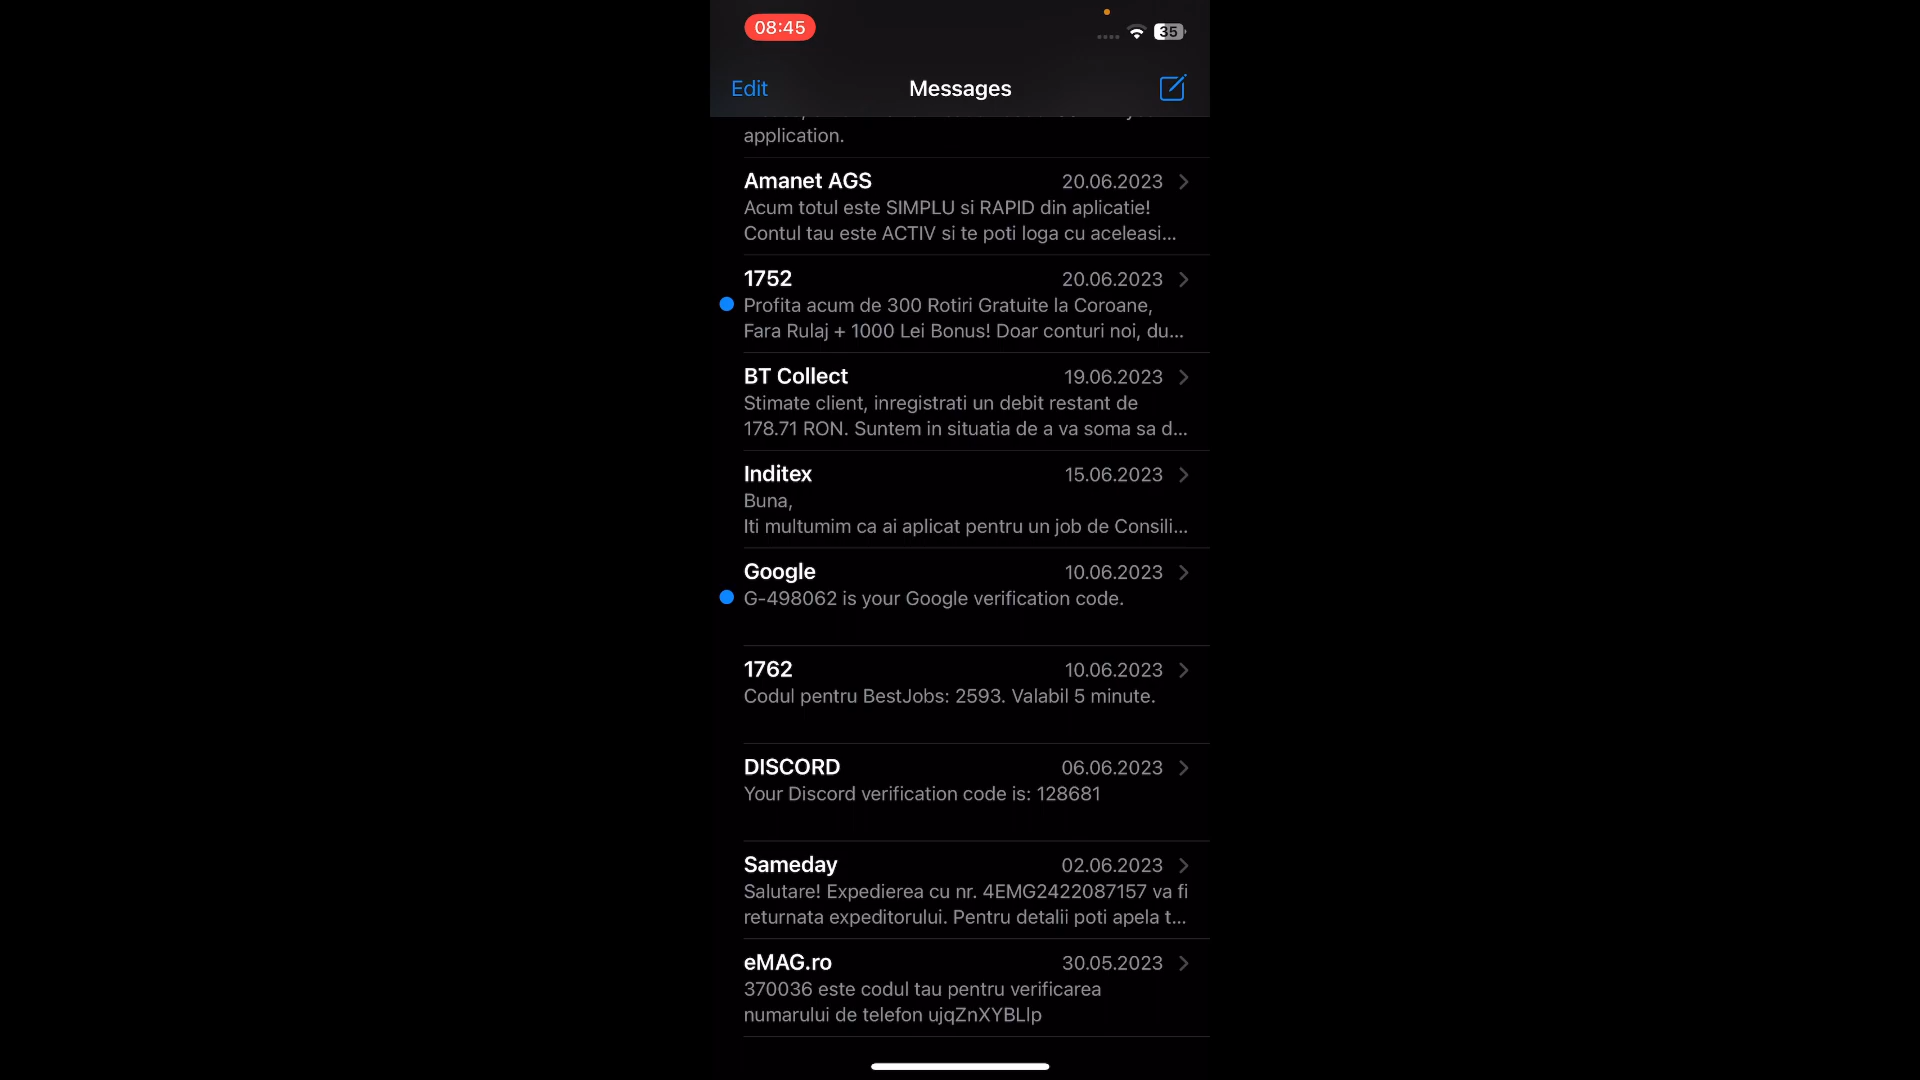 08:45
35
Edit
Messages
application.
Amanet AGS
20.06.2023
Acum totul este SIMPLU si RAPID din aplicatie!
Contul tau este ACTIV si te poti loga cu aceleasi...
1752
20.06.2023
Profita acum de 300 Rotiri Gratuite la Coroane,
Fara Rulaj + 1000 Lei Bonus! Doar conturi noi, du...
BT Collect
19.06.2023
Stimate client, inregistrati un debit restant de
178.71 RON. Suntem in situatia de a va soma sa d...
Inditex
15.06.2023
Buna,
Iti multumim ca ai aplicat pentru un job de Consili...
Google
10.06.2023
G-498062 is your Google verification code.
1762
10.06.2023
Codul pentru BestJobs: 2593. Valabil 5 minute.
DISCORD
06.06.2023
Your Discord verification code is: 128681
Sameday
02.06.2023
Salutare! Expedierea cu nr. 4EMG2422087157 va fi
returnata expeditorului. Pentru detalii poti apela t...
eMAG.ro
30.05.2023
370036 este codul tau pentru verificarea
numarului de telefon ujqZnXYBLlp